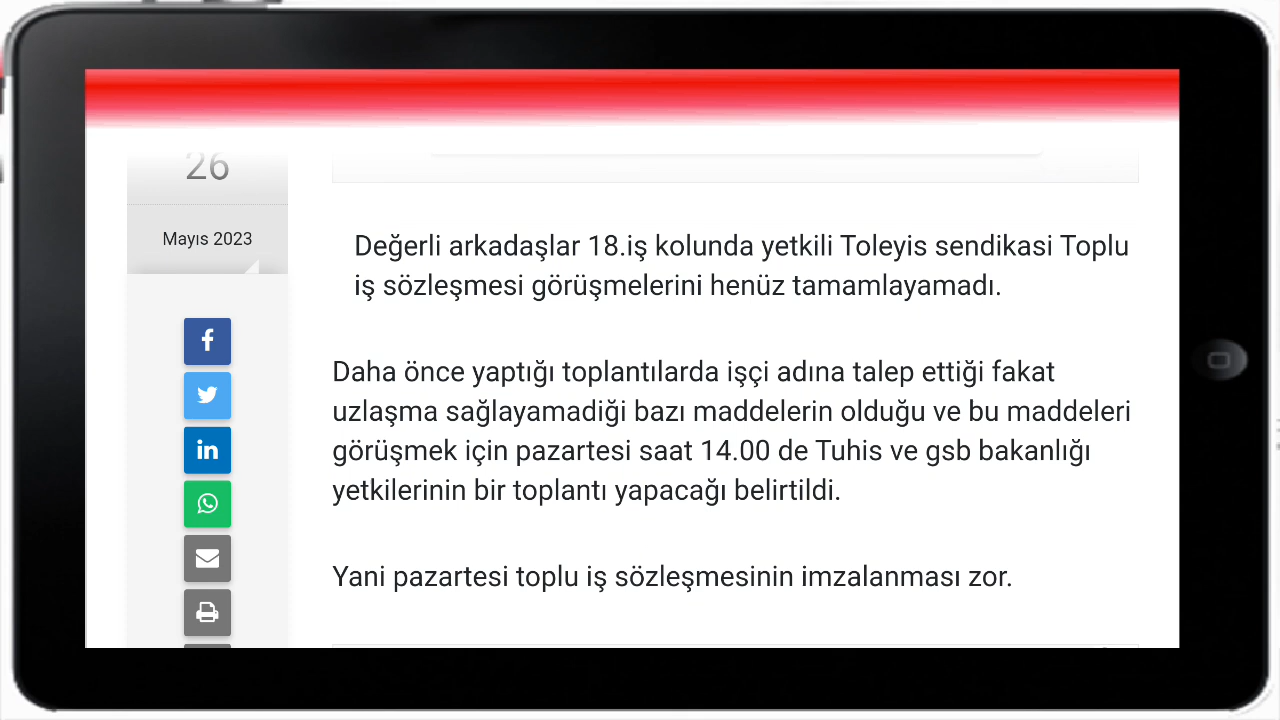 26
Mayıs 2023
Değerli arkadaşlar 18.iş kolunda yetkili Toleyis sendikasi Toplu
iş sözleşmesi görüşmelerini henüz tamamlayamadı.
Daha önce yaptığı toplantılarda işçi adına talep ettiği fakat
uzlaşma sağlayamadiği bazı maddelerin olduğu ve bu maddeleri
görüşmek için pazartesi saat 14.00 de Tuhis ve gsb bakanlığı
yetkilerinin bir toplantı yapacağı belirtildi.
Yani pazartesi toplu iş sözleşmesinin imzalanması zor.